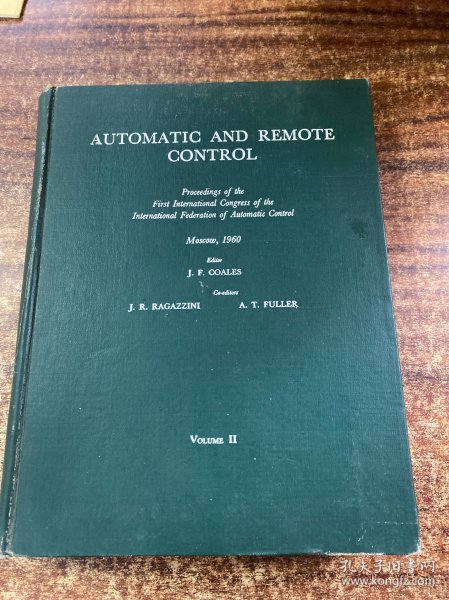 AUTOMATIC AND REMOTE
CONTROL
Proceedings of the
First International Congress of the
International Federation of Automatic Control
Moscow, 1960
Editor
J. F. COALES
Co-editors
J. R. RAGAZZINI A. T. FULLER
VOLUME II
孔夫子旧书网
www.kongfz.com